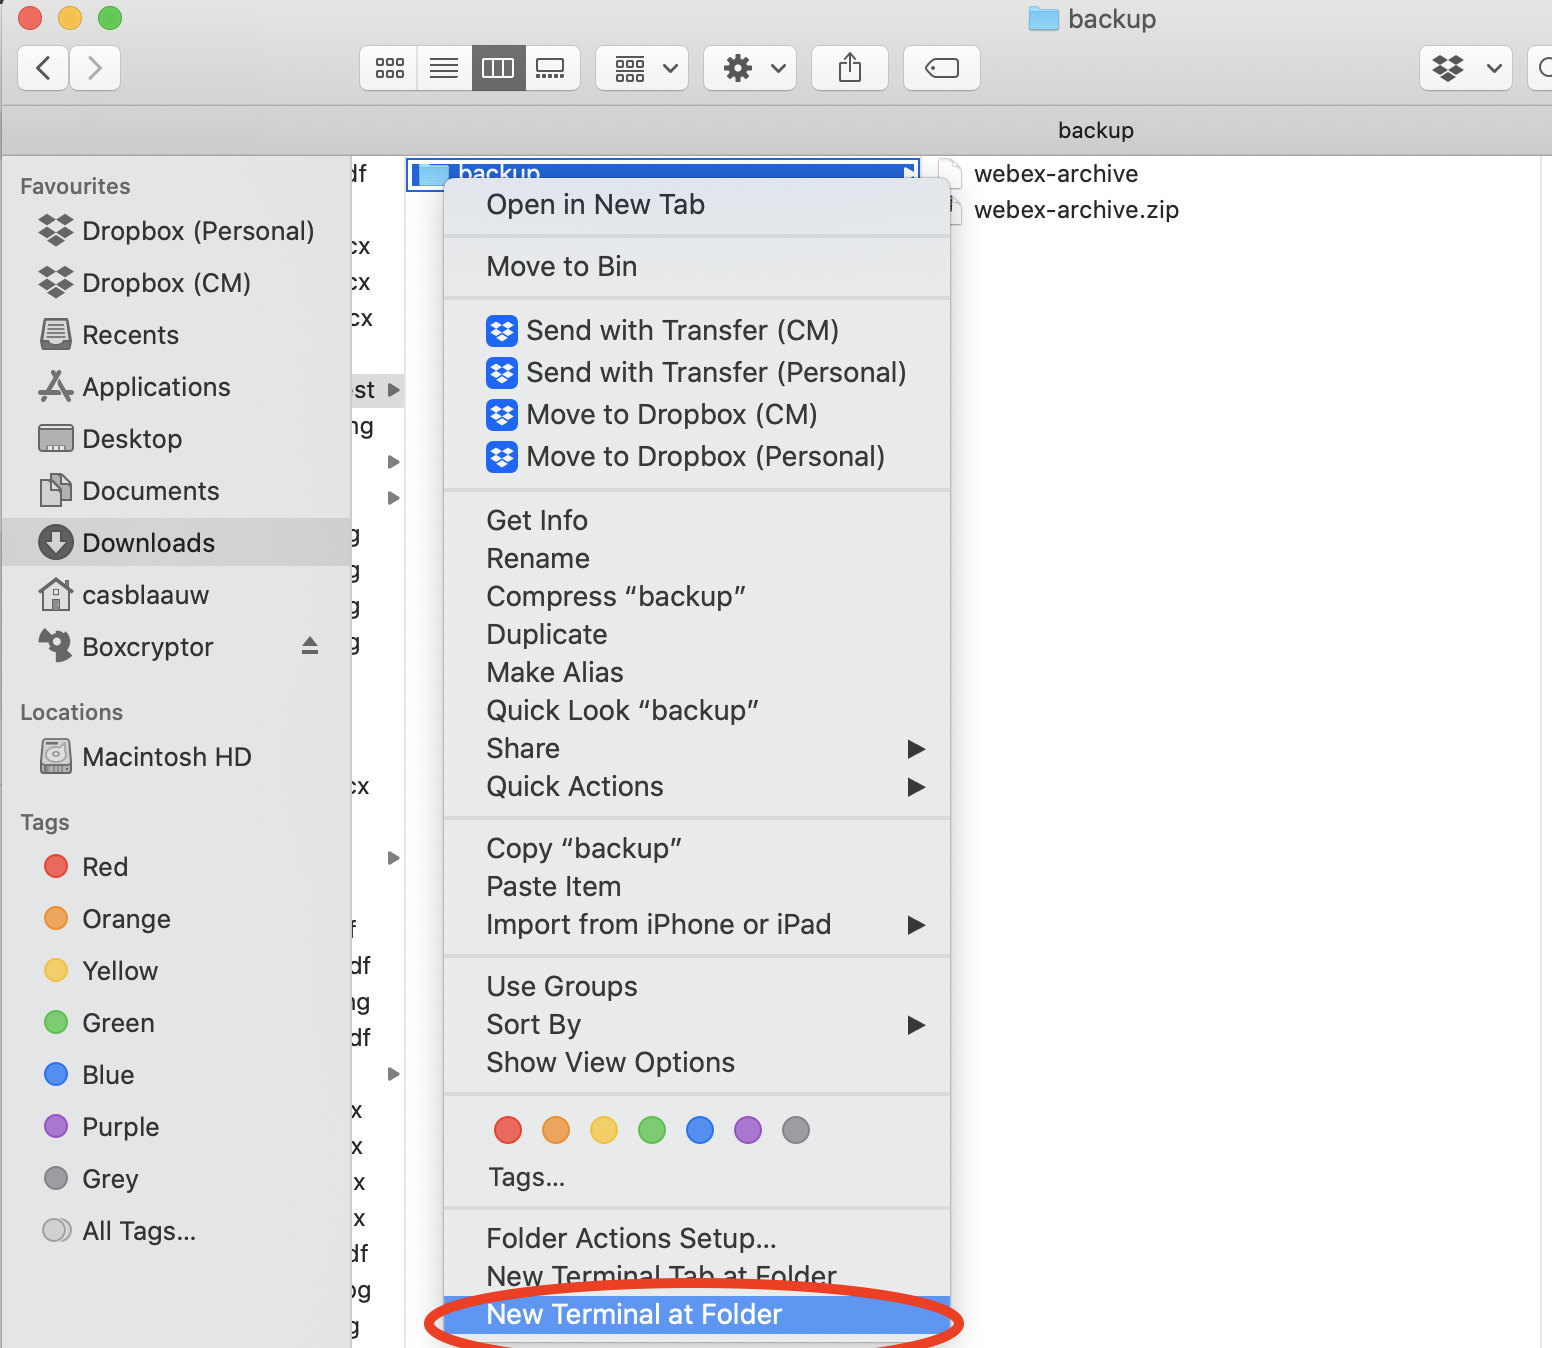 backup
backup
Favourites
Dropbox (Personal)
Dropbox (CM)
Recents
Applications
Desktop
Documents
Downloads
casblaauw
Boxcryptor
Locations
Macintosh HD
Tags
Red
Orange
Yellow
Green
Blue
Purple
Grey
All Tags...
df
cx
cx
cx
est
ng
g
g
g
g
cx
f
df
ng
df
x
x
x
x
df
g
g
backup
Open in New Tab
Move to Bin
Send with Transfer (CM)
Send with Transfer (Personal)
Move to Dropbox (CM)
Move to Dropbox (Personal)
Get Info
Rename
Compress “backup”
Duplicate
Make Alias
Quick Look “backup”
Share
Quick Actions
Copy “backup”
Paste Item
Import from iPhone or iPad
Use Groups
Sort By
Show View Options
Tags...
Folder Actions Setup...
New Terminal Tab at Folder
New Terminal at Folder
webex-archive
webex-archive.zip